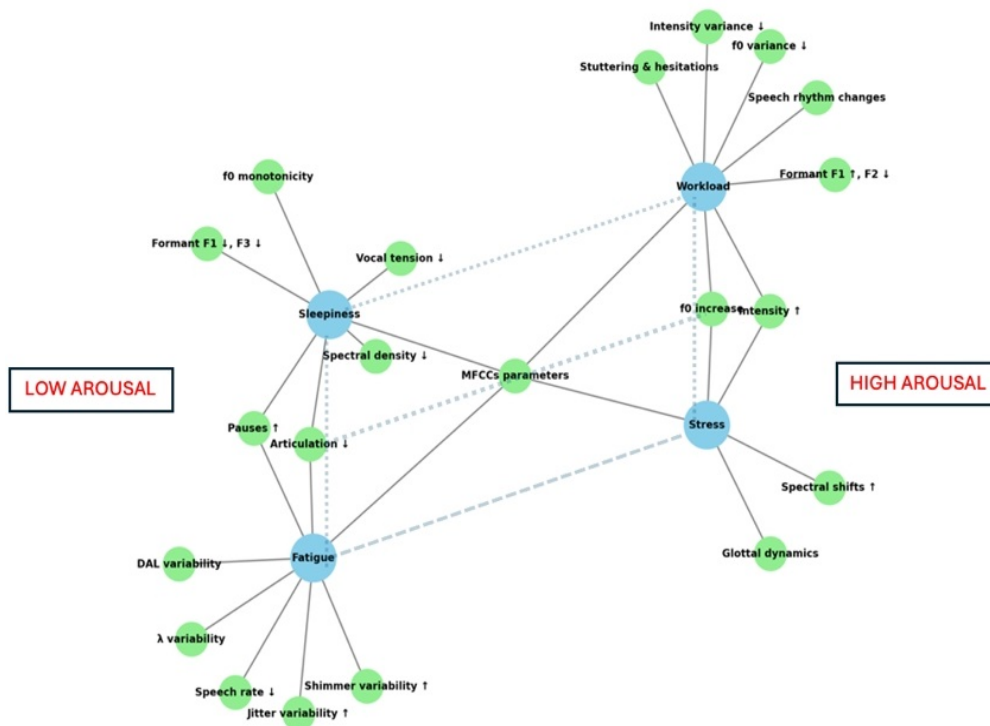 Intensity variance ↓
f0 variance ↓
Stuttering & hesitations
Speech rhythm changes
Formant F1 ↑, F2 ↓
Workload
f0 monotonicity
Formant F1 ↓, F3 ↓
Vocal tension ↓
Sleepiness
f0 increase
Intensity ↑
Spectral density ↓
MFCCs parameters
LOW AROUSAL
HIGH AROUSAL
Pauses ↑
Articulation ↓
Stress
Spectral shifts ↑
Glottal dynamics
Fatigue
DAL variability
λ variability
Speech rate ↓
Shimmer variability ↑
Jitter variability ↑